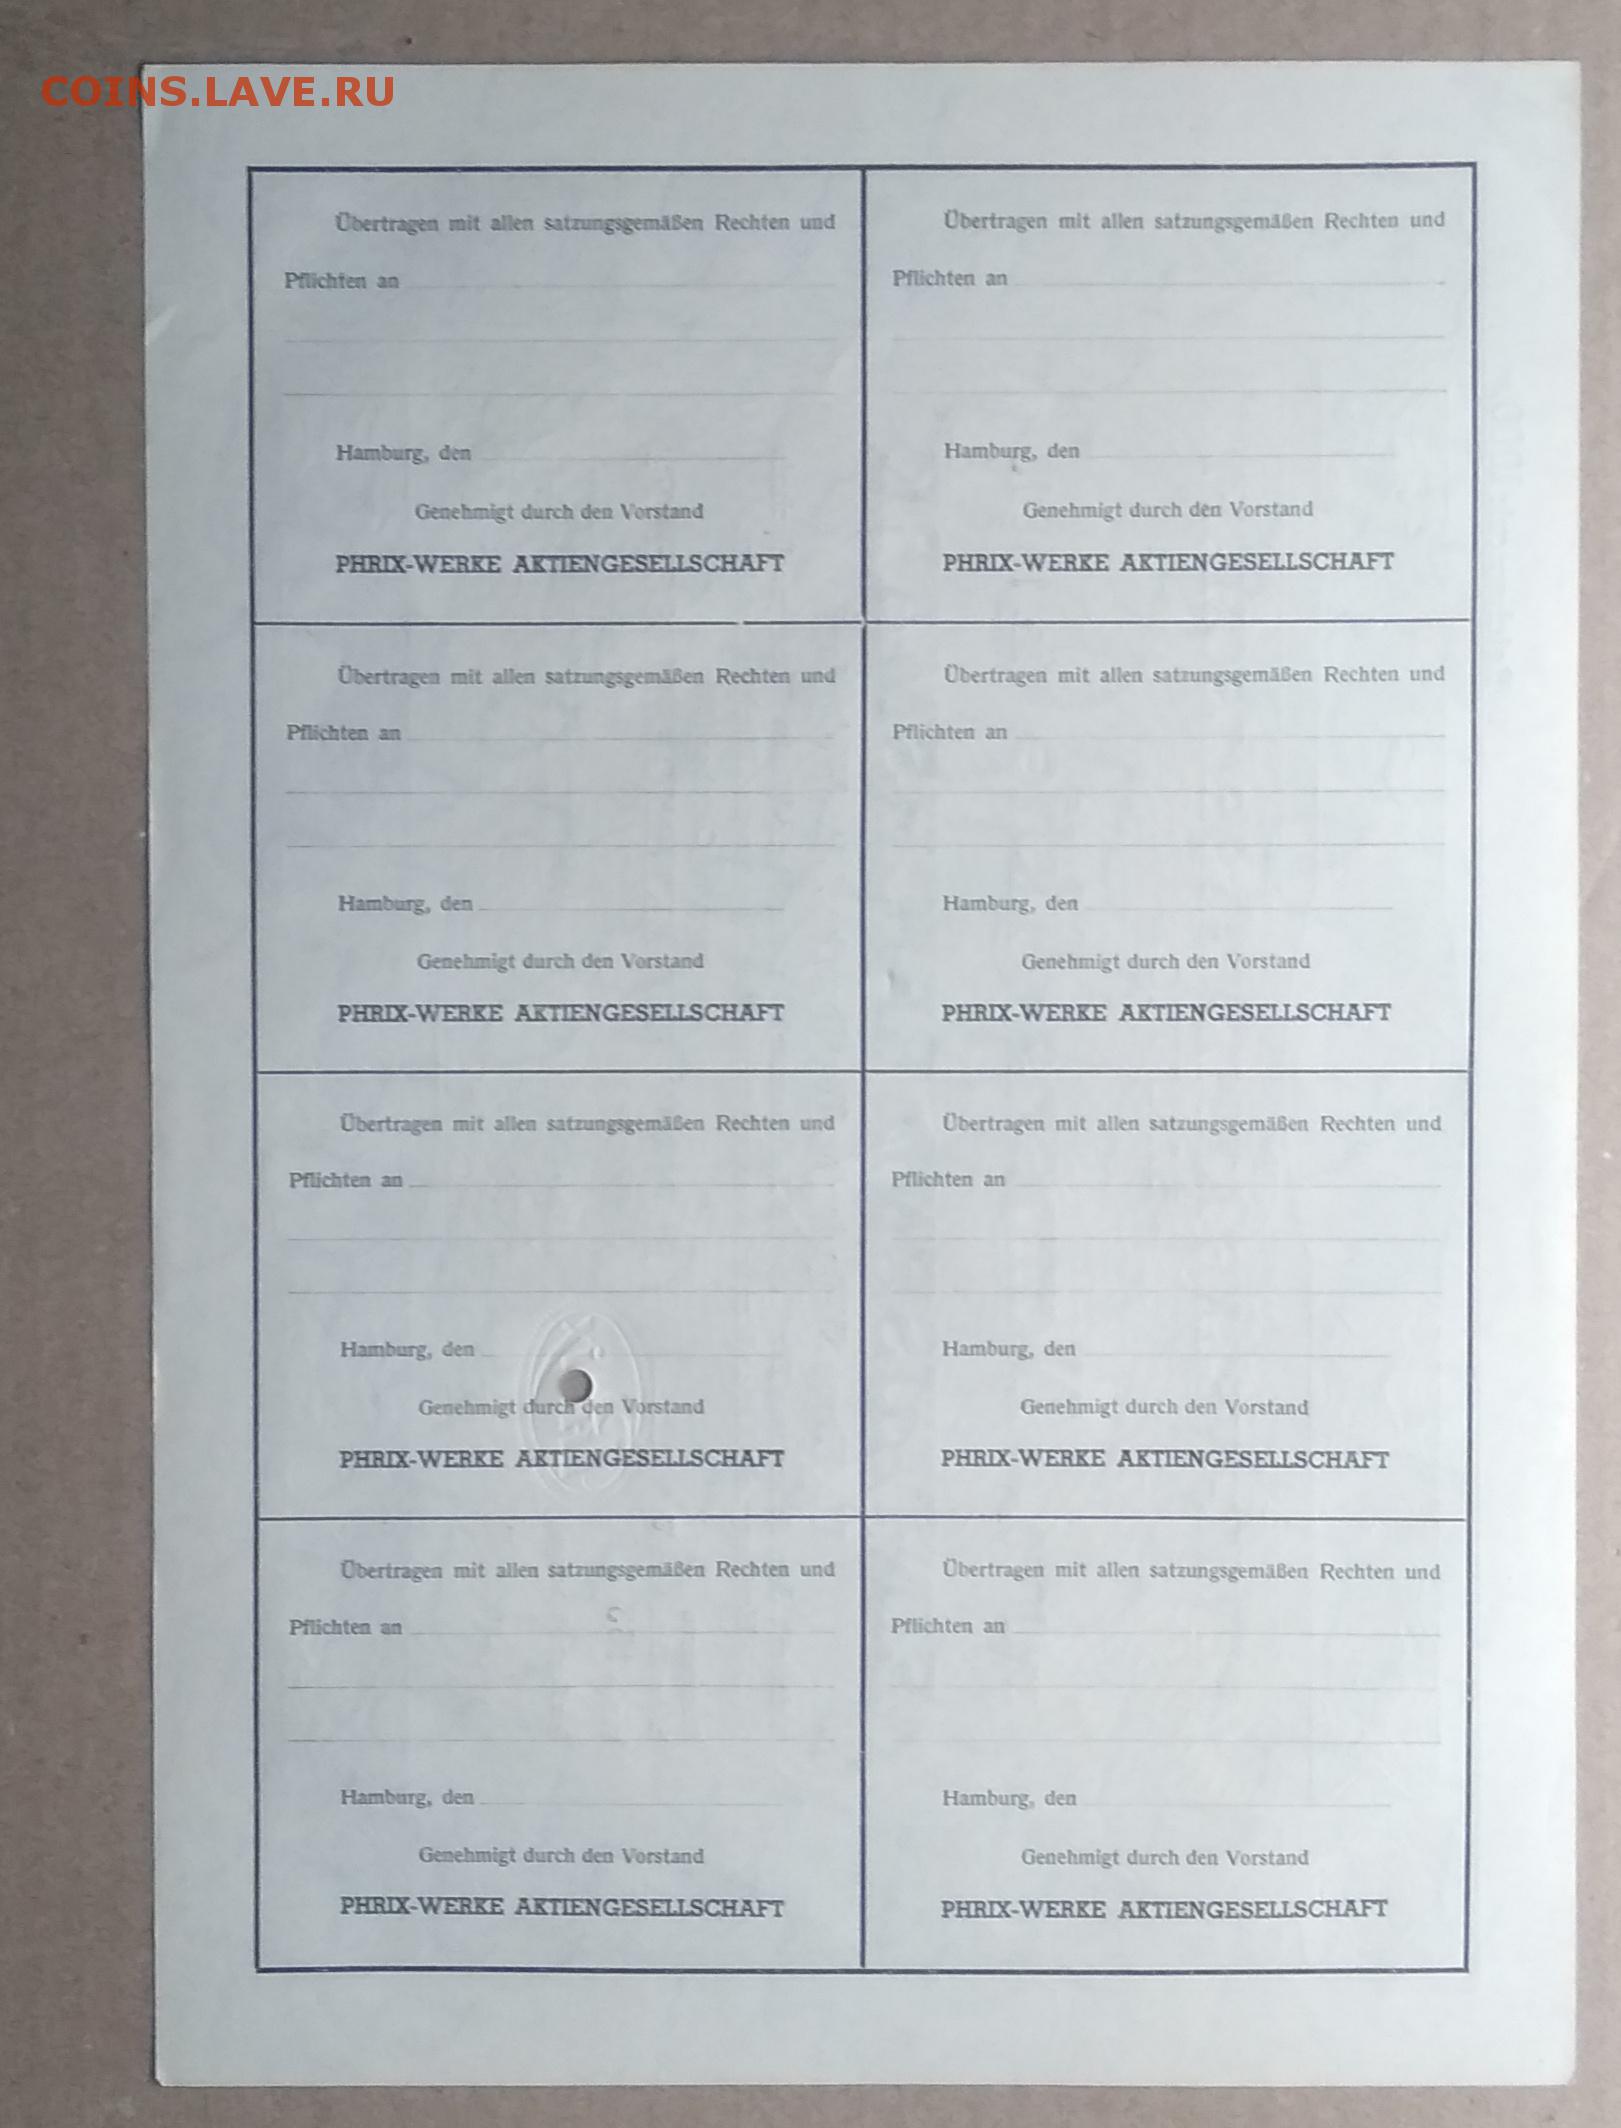 COINS.LAVE.RU
Übertragen mit allen satzungsgemäßen Rechten und
Pflichten an
Hamburg, den
Genehmigt durch den Vorstand
PHRIX-WERKE AKTIENGESELLSCHAFT
Übertragen mit allen satzungsgemäßen Rechten und
Pflichten an
Hamburg, den
Genehmigt durch den Vorstand
PHRIX-WERKE AKTIENGESELLSCHAFT
Übertragen mit allen satzungsgemäßen Rechten und
Pflichten an
Hamburg, den
Genehmigt durch den Vorstand
PHRIX-WERKE AKTIENGESELLSCHAFT
Übertragen mit allen satzungsgemäßen Rechten und
Pflichten an
Hamburg, den
Genehmigt durch den Vorstand
PHRIX-WERKE AKTIENGESELLSCHAFT
Übertragen mit allen satzungsgemäßen Rechten und
Pflichten an
Hamburg, den
Genehmigt durch den Vorstand
PHRIX-WERKE AKTIENGESELLSCHAFT
Übertragen mit allen satzungsgemäßen Rechten und
Pflichten an
Hamburg, den
Genehmigt durch den Vorstand
PHRIX-WERKE AKTIENGESELLSCHAFT
Übertragen mit allen satzungsgemäßen Rechten und
Pflichten an
Hamburg, den
Genehmigt durch den Vorstand
PHRIX-WERKE AKTIENGESELLSCHAFT
Übertragen mit allen satzungsgemäßen Rechten und
Pflichten an
Hamburg, den
Genehmigt durch den Vorstand
PHRIX-WERKE AKTIENGESELLSCHAFT